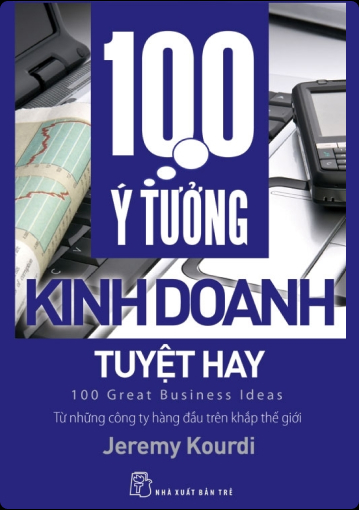 100
Ý TƯỞNG
KINH DOANH
TUYỆT HAY
100 Great Business Ideas
Từ những công ty hàng đầu trên khắp thế giới
Jeremy Kourdi
NHÀ XUẤT BẢN TRẺ